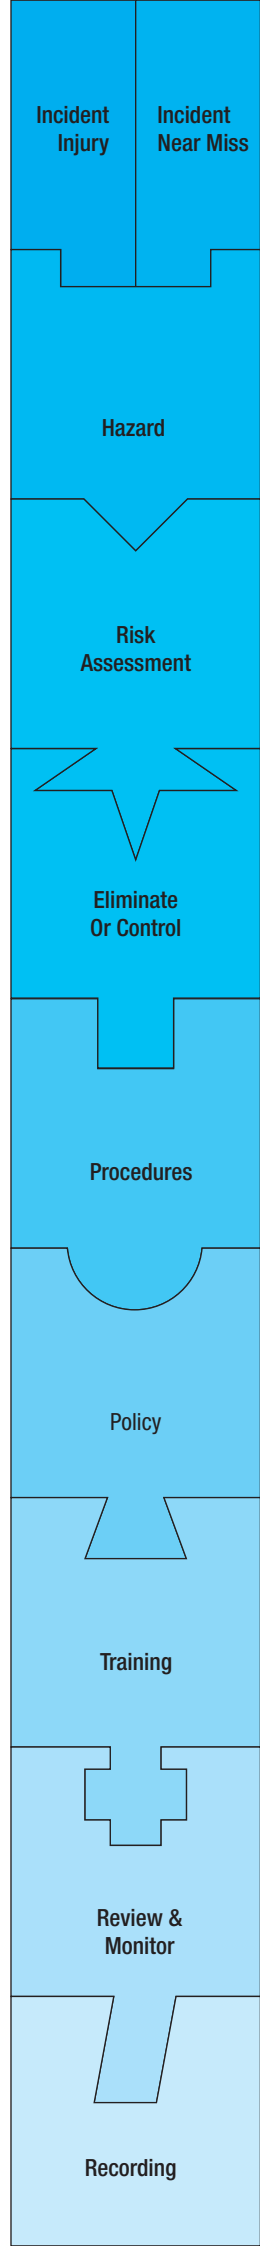 Incident
Injury
Incident
Near Miss
Hazard
Risk
Assessment
Eliminate
Or Control
Procedures
Policy
Training
Review &
Monitor
Recording